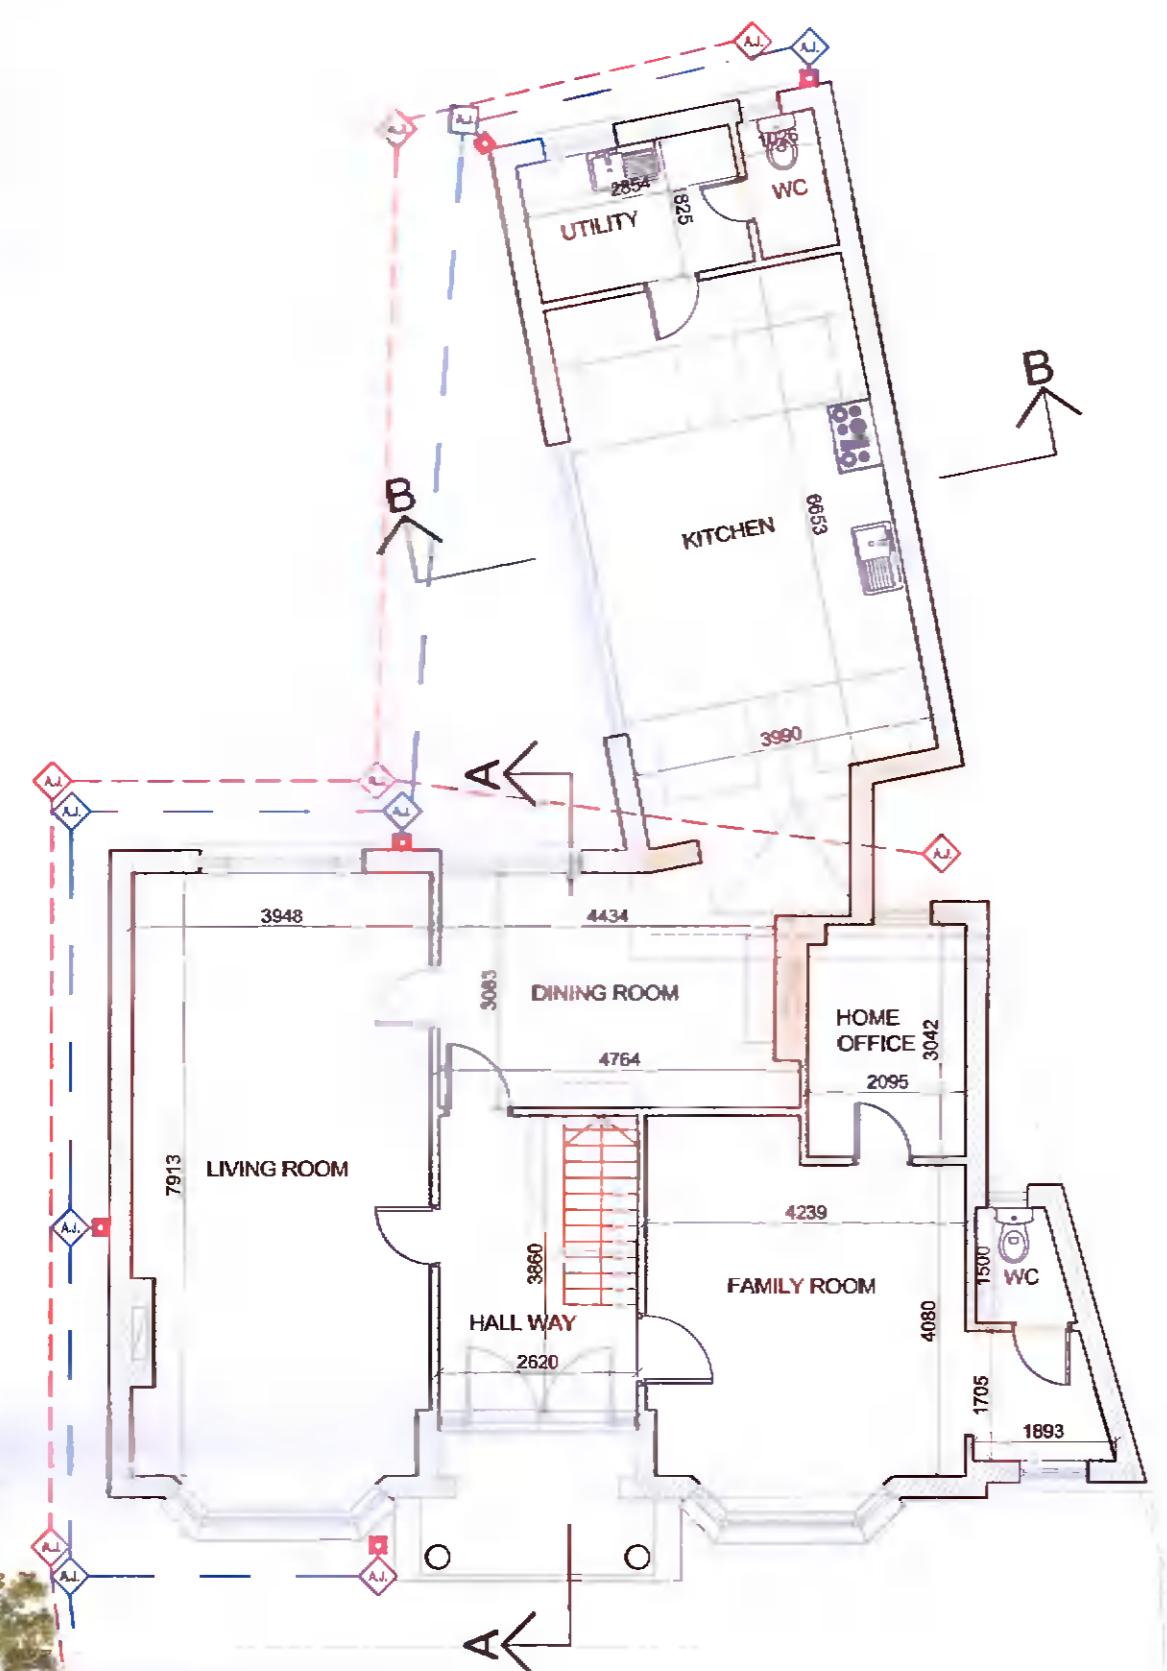 A.J.
A.J.
A.J.
A.J.
1026
WC
2854
1825
UTILITY
B
B
KITCHEN
6653
3990
A
A.J.
A.J.
A.J.
A.J.
A.J.
3948
4434
3083
DINING ROOM
HOME
OFFICE
3042
4764
2095
LIVING ROOM
7913
4239
3860
1500
WC
FAMILY ROOM
HALL WAY
4080
2620
1705
1893
A.J.
A.J.
A.J.
A.J.
A